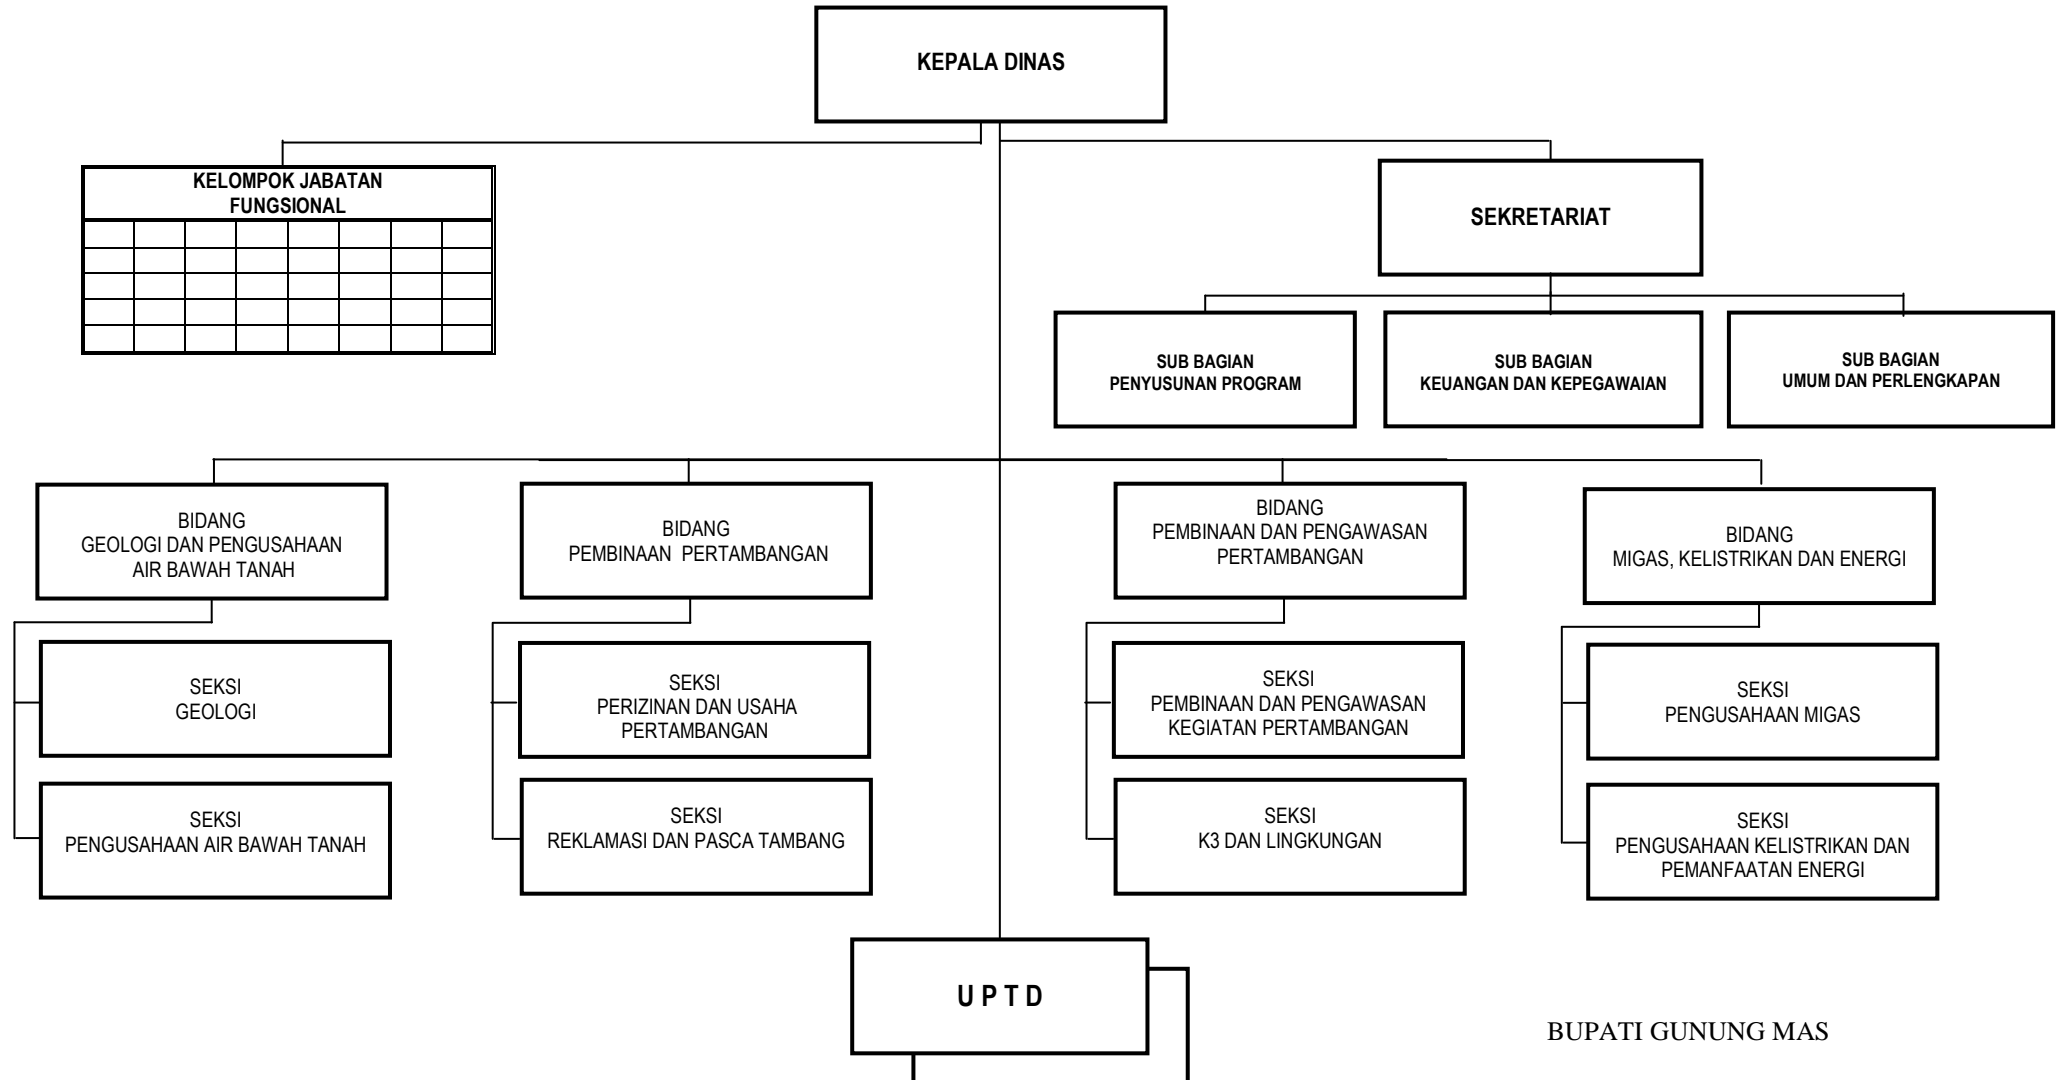 KEPALA DINAS
KELOMPOK JABATAN
FUNGSIONAL
SEKRETARIAT
SUB BAGIAN
PENYUSUNAN PROGRAM
SUB BAGIAN
KEUANGAN DAN KEPEGAWAIAN
SUB BAGIAN
UMUM DAN PERLENGKAPAN
BIDANG
GEOLOGI DAN PENGUSAHAAN
AIR BAWAH TANAH
BIDANG
PEMBINAAN PERTAMBANGAN
BIDANG
PEMBINAAN DAN PENGAWASAN
PERTAMBANGAN
BIDANG
MIGAS, KELISTRIKAN DAN ENERGI
SEKSI
GEOLOGI
SEKSI
PERIZINAN DAN USAHA
PERTAMBANGAN
SEKSI
PEMBINAAN DAN PENGAWASAN
KEGIATAN PERTAMBANGAN
SEKSI
PENGUSAHAAN MIGAS
SEKSI
PENGUSAHAAN AIR BAWAH TANAH
SEKSI
REKLAMASI DAN PASCA TAMBANG
SEKSI
K3 DAN LINGKUNGAN
SEKSI
PENGUSAHAAN KELISTRIKAN DAN
PEMANFAATAN ENERGI
U P T D
BUPATI GUNUNG MAS